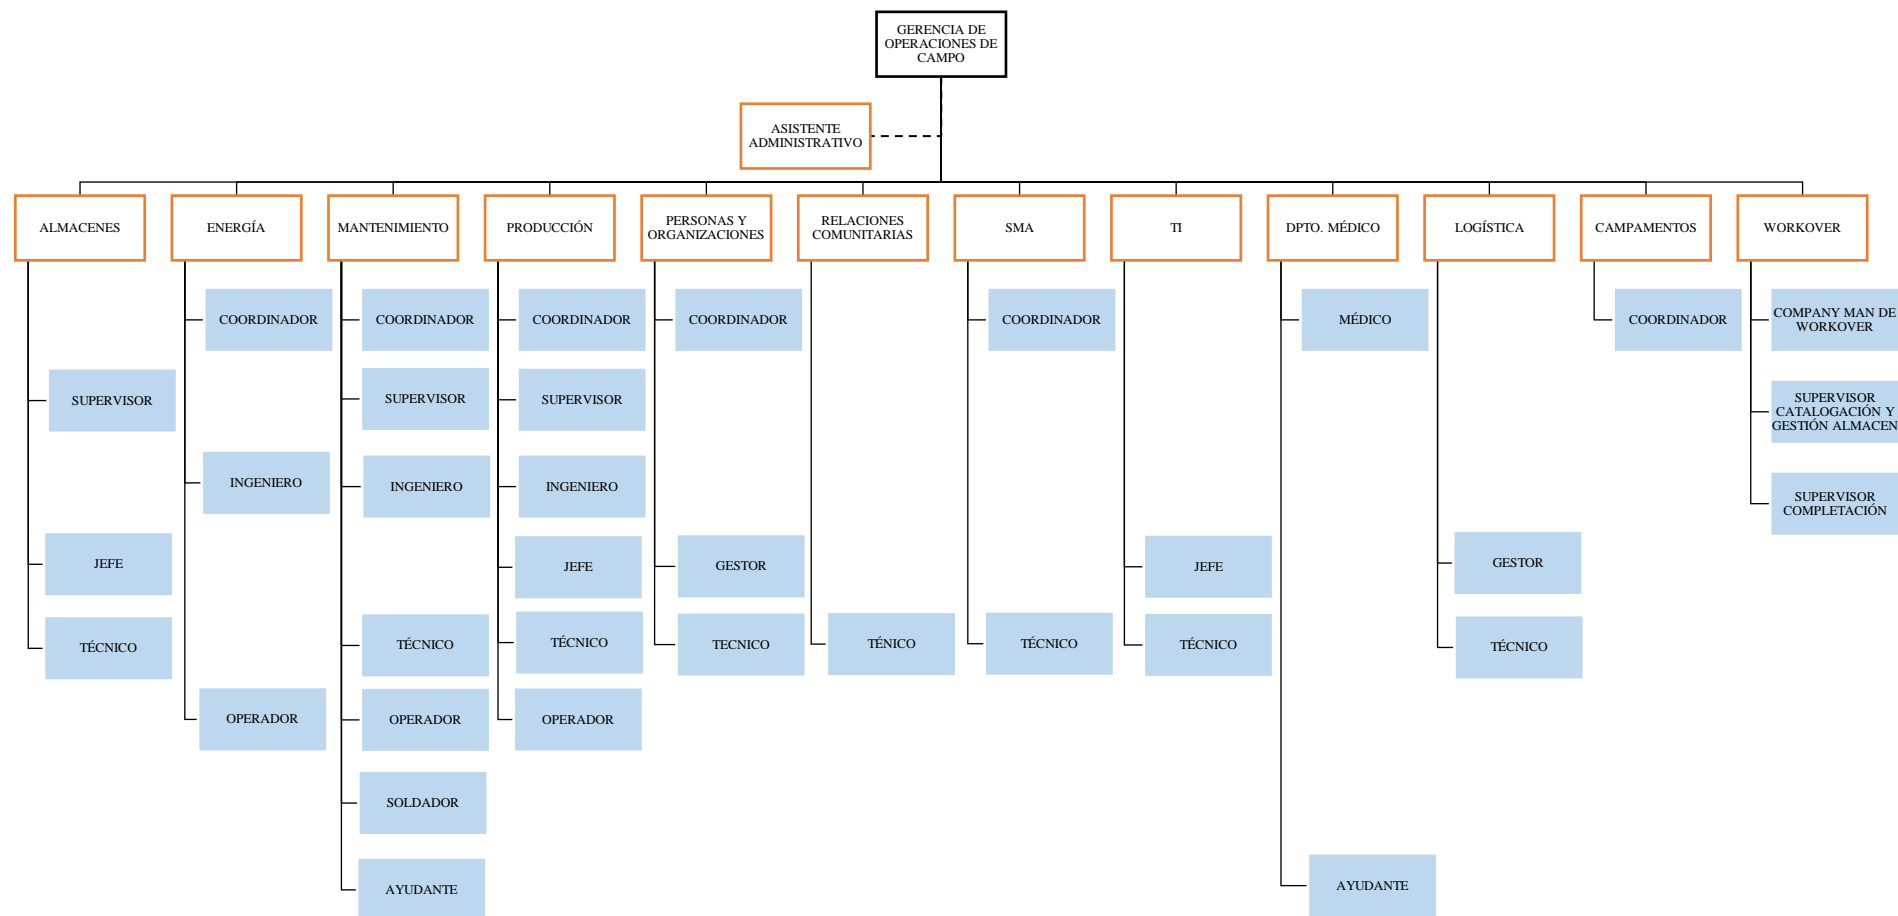 GERENCIA DE
OPERACIONES DE
CAMPO
ASISTENTE
ADMINISTRATIVO
ALMACENES
ENERGÍA
MANTENIMIENTO
PRODUCCIÓN
PERSONAS Y
ORGANIZACIONES
RELACIONES
COMUNITARIAS
SMA
TI
DPTO. MÉDICO
LOGÍSTICA
CAMPAMENTOS
WORKOVER
COORDINADOR
COORDINADOR
COORDINADOR
COORDINADOR
COORDINADOR
MÉDICO
COORDINADOR
COMPANY MAN DE
WORKOVER
SUPERVISOR
SUPERVISOR
SUPERVISOR
SUPERVISOR
CATALOGACIÓN Y
GESTIÓN ALMACEN
INGENIERO
INGENIERO
INGENIERO
SUPERVISOR
COMPLETACIÓN
JEFE
JEFE
GESTOR
JEFE
GESTOR
TÉCNICO
TÉCNICO
TÉCNICO
TECNICO
TÉNICO
TÉCNICO
TÉCNICO
TÉCNICO
OPERADOR
OPERADOR
OPERADOR
SOLDADOR
AYUDANTE
AYUDANTE